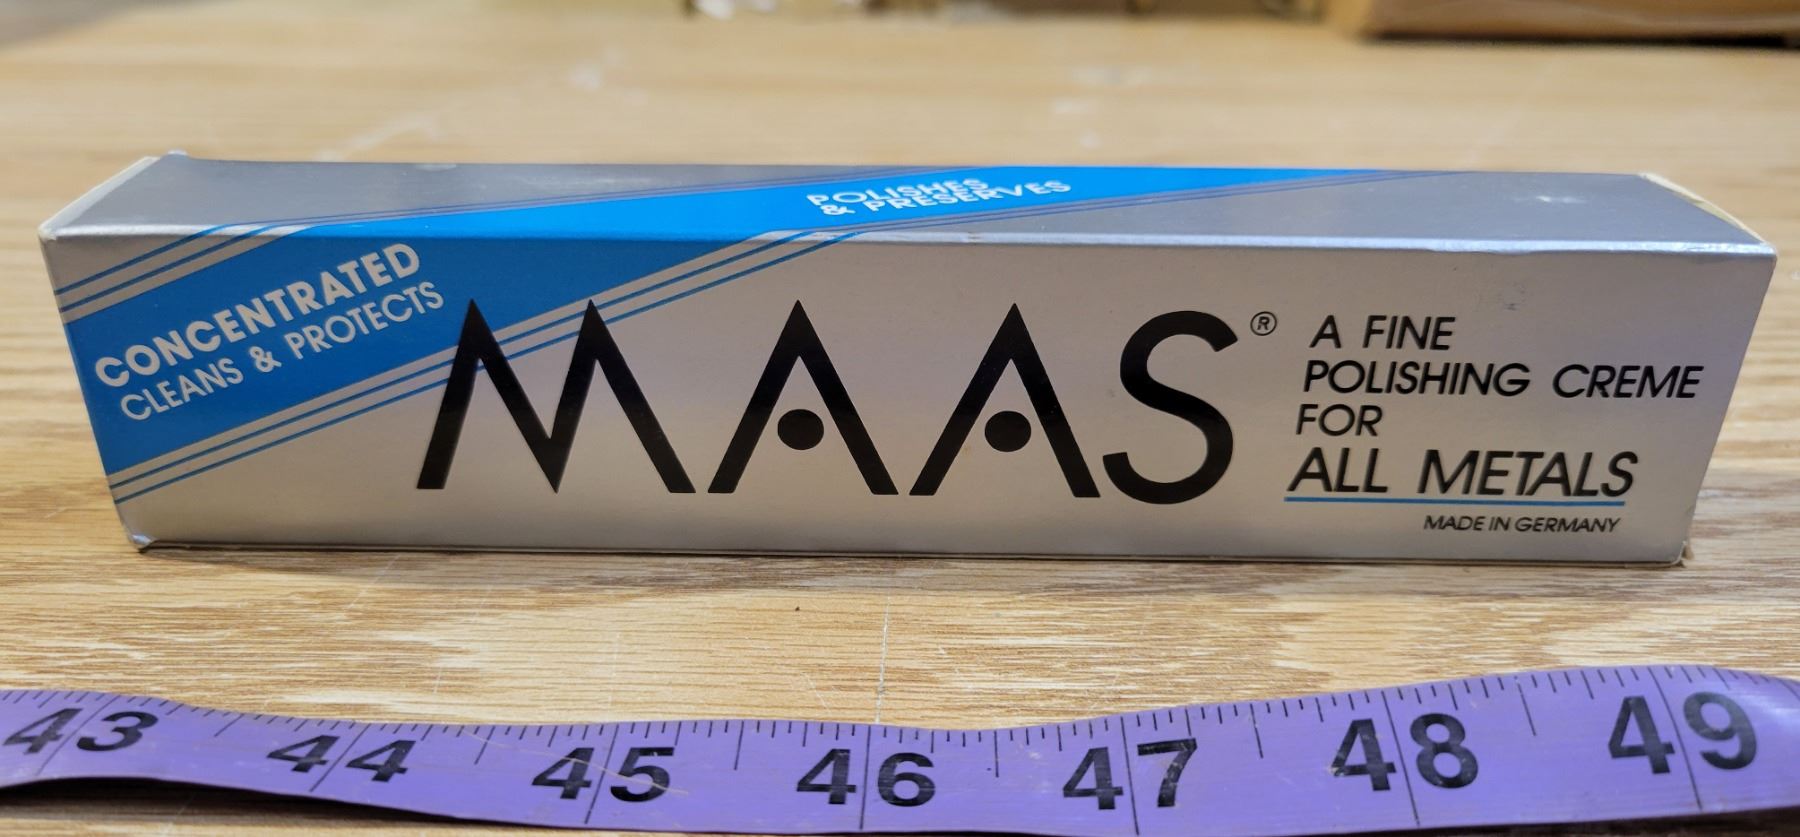 POLISHES
& PRESERVES
CONCENTRATED
CLEANS & PROTECTS
MAAS®
A FINE
POLISHING CREME
FOR
ALL METALS
MADE IN GERMANY
43 44 45 46 47 48 49